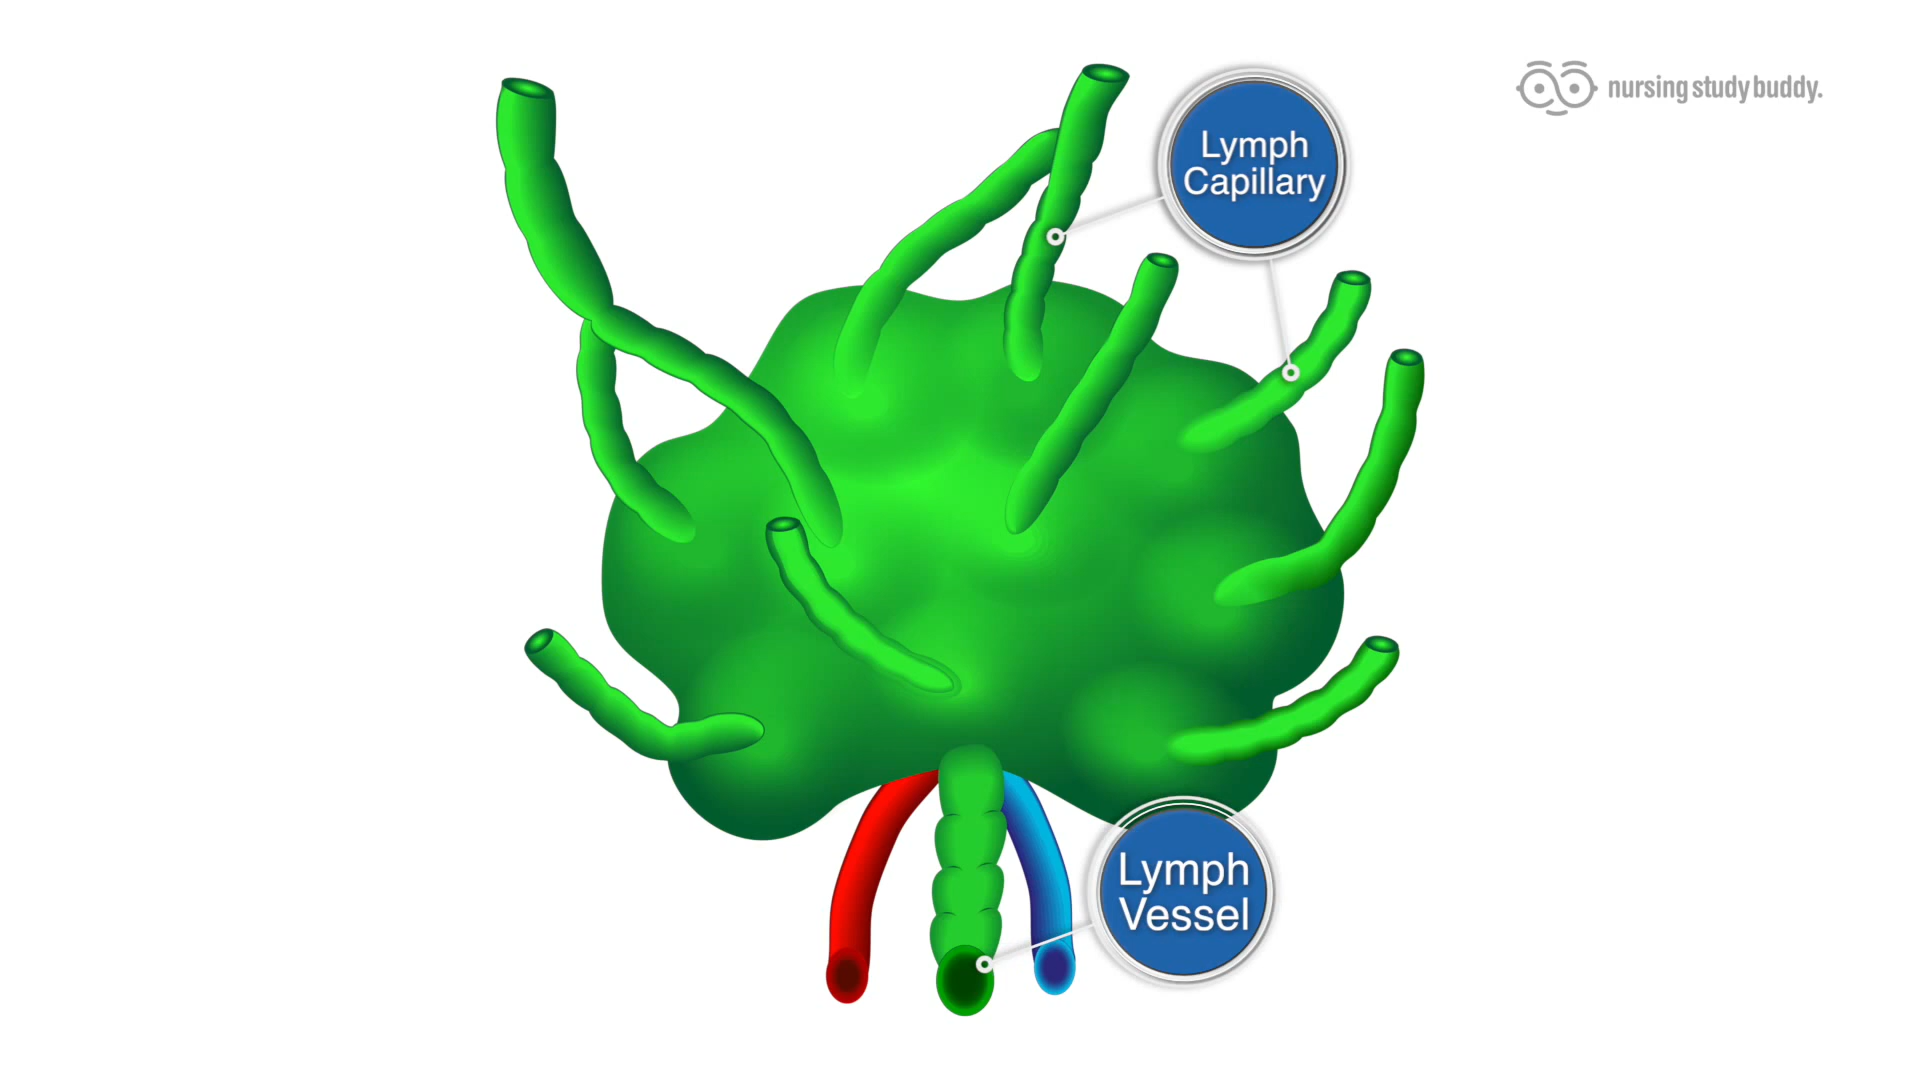 nursing study buddy.
Lymph
Capillary
Lymph
Vessel